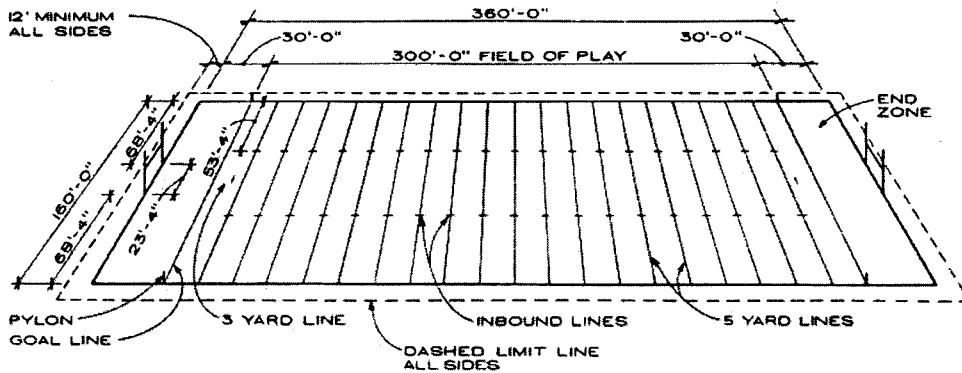 12' MINIMUM
ALL SIDES
360'-0"
30'-0"
30'-0"
300'-0" FIELD OF PLAY
END
ZONE
160'-0"
68'-4"
53'-4"
23'-4"
68'-4"
PYLON
GOAL LINE
3 YARD LINE
INBOUND LINES
5 YARD LINES
DASHED LIMIT LINE
ALL SIDES